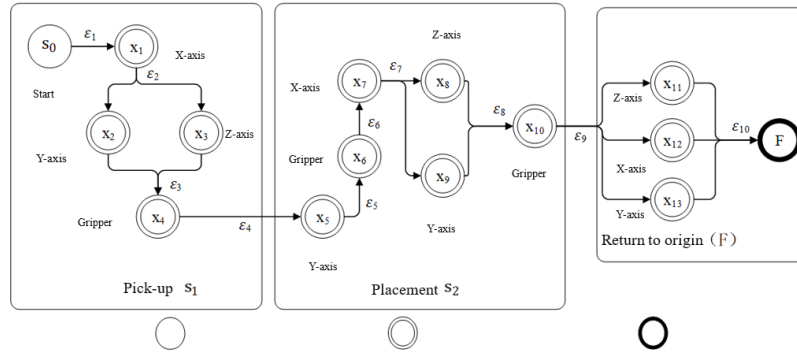 S₀
ε₁
x₁
X-axis
ε₂
Start
x₂
x₃
Z-axis
Y-axis
ε₃
Gripper
x₄
ε₄
Pick-up S₁
Z-axis
X-axis
x₇
ε₇
x₈
ε₆
ε₈
Gripper
x₆
x₉
x₁₀
Gripper
x₅
ε₅
Y-axis
Y-axis
Placement S₂
x₁₁
Z-axis
ε₉
x₁₂
ε₁₀
F
X-axis
x₁₃
Y-axis
Return to origin (F)